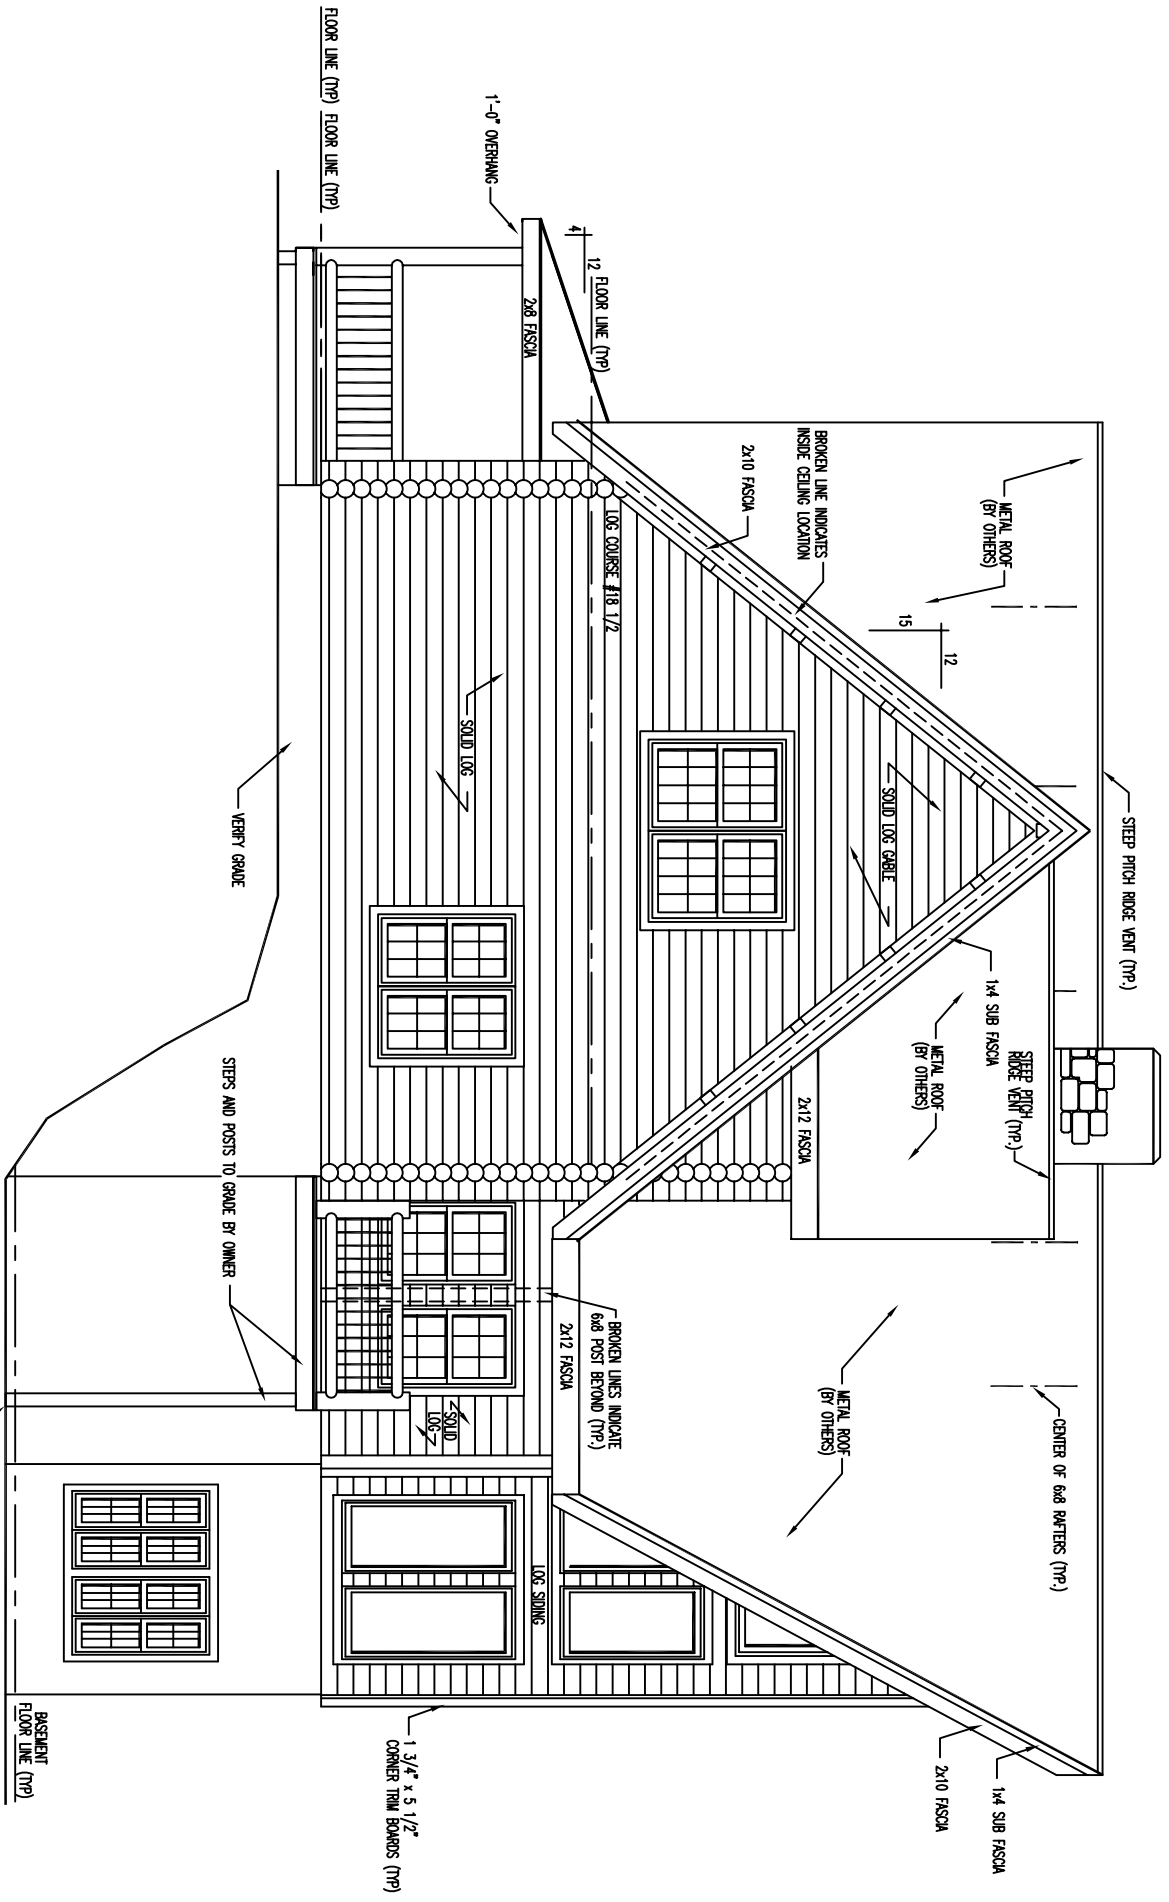 STEEP PITCH RIDGE VENT (TYP.)
METAL ROOF
(BY OTHERS)
15
12
BROKEN LINE INDICATES
INSIDE CEILING LOCATION
2x10 FASCIA
SOLID LOG GABLE
1x4 SUB FASCIA
STEEP PITCH
RIDGE VENT (TYP.)
METAL ROOF
(BY OTHERS)
2x12 FASCIA
CENTER OF 6x8 RAFTERS (TYP.)
METAL ROOF
(BY OTHERS)
1x4 SUB FASCIA
2x10 FASCIA
4
12
FLOOR LINE (TYP)
LOG COURSE #18 1/2
1'-0" OVERHANG
2x8 FASCIA
SOLID LOG
BROKEN LINES INDICATE
6x8 POST BEYOND (TYP.)
2x12 FASCIA
SOLID
LOG
LOG SIDING
1 3/4" x 5 1/2"
CORNER TRIM BOARDS (TYP)
FLOOR LINE (TYP)
FLOOR LINE (TYP)
VERIFY GRADE
STEPS AND POSTS TO GRADE BY OWNER
BASEMENT
FLOOR LINE (TYP)